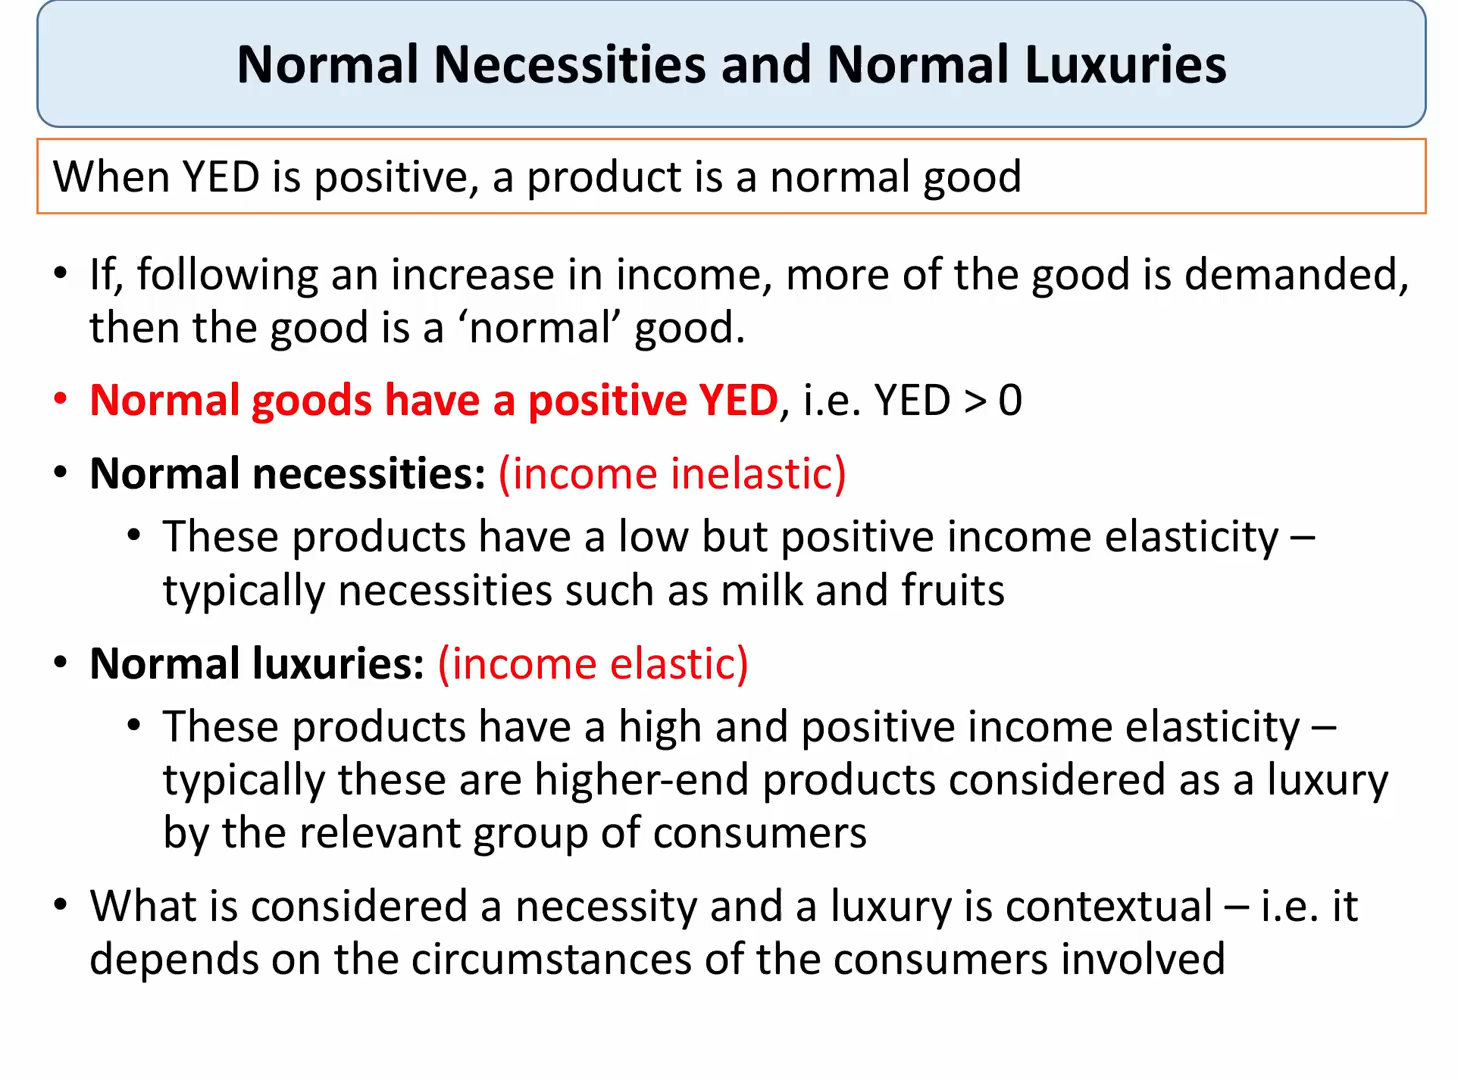 Normal Necessities and Normal Luxuries
When YED is positive, a product is a normal good
• If, following an increase in income, more of the good is demanded,
then the good is a ‘normal’ good.
• Normal goods have a positive YED, i.e. YED > 0
• Normal necessities: (income inelastic)
• These products have a low but positive income elasticity –
typically necessities such as milk and fruits
• Normal luxuries: (income elastic)
• These products have a high and positive income elasticity –
typically these are higher-end products considered as a luxury
by the relevant group of consumers
• What is considered a necessity and a luxury is contextual – i.e. it
depends on the circumstances of the consumers involved